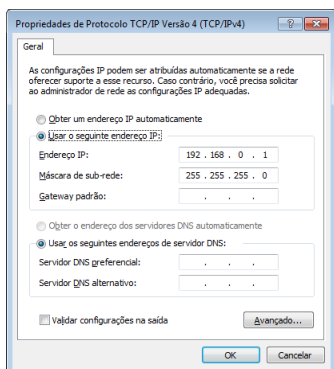 Propriedades de Protocolo TCP/IP Versão 4 (TCP/IPv4)
Geral
As configurações IP podem ser atribuídas automaticamente se a rede
oferecer suporte a esse recurso. Caso contrário, você precisa solicitar
ao administrador de rede as configurações IP adequadas.
Obter um endereço IP automaticamente
Usar o seguinte endereço IP:
Endereço IP: 192 . 168 . 0 . 1
Máscara de sub-rede: 255 . 255 . 255 . 0
Gateway padrão: . . .
Obter o endereço dos servidores DNS automaticamente
Usar os seguintes endereços de servidor DNS:
Servidor DNS preferencial: . . .
Servidor DNS alternativo: . . .
Validar configurações na saída
Avançado...
OK Cancelar